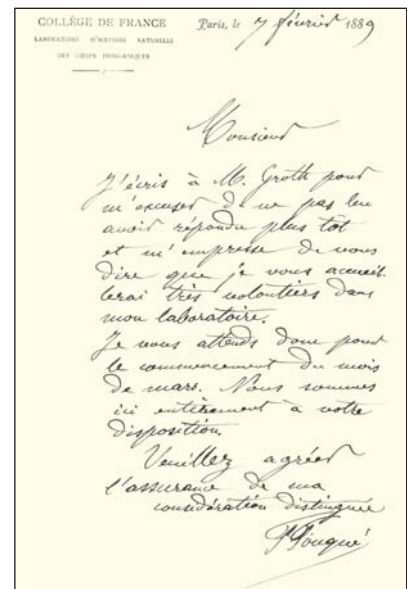 COLLÈGE DE FRANCE
LABORATOIRE D'HISTOIRE NATURELLE
DES CORPS INORGANIQUES
Paris, le 7 février 1889
Monsieur
J'écris à M. Groth pour
m'excuser de ne pas lui
avoir répondu plus tôt
et m'empresse de vous
dire que je vous accueil-
lerai très volontiers dans
mon laboratoire.
Je vous attends donc pour
le commencement du mois
de mars. Nous sommes
ici entièrement à votre
disposition.
Veuillez agréer
l'assurance de ma
considération distinguée
Fouqué